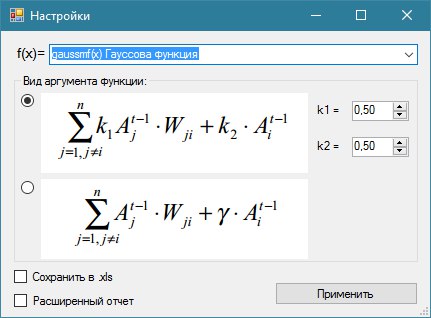 Настройки
f(x)= gaussmf(x) Гауссова функция
Вид аргумента функции:
\sum_{j=1, j \neq i}^{n} k_1 A_j^{t-1} \cdot W_{ji} + k_2 \cdot A_i^{t-1}
k1 = 0,50
k2 = 0,50
\sum_{j=1, j \neq i}^{n} A_j^{t-1} \cdot W_{ji} + \gamma \cdot A_i^{t-1}
Сохранить в .xls
Расширенный отчет
Применить